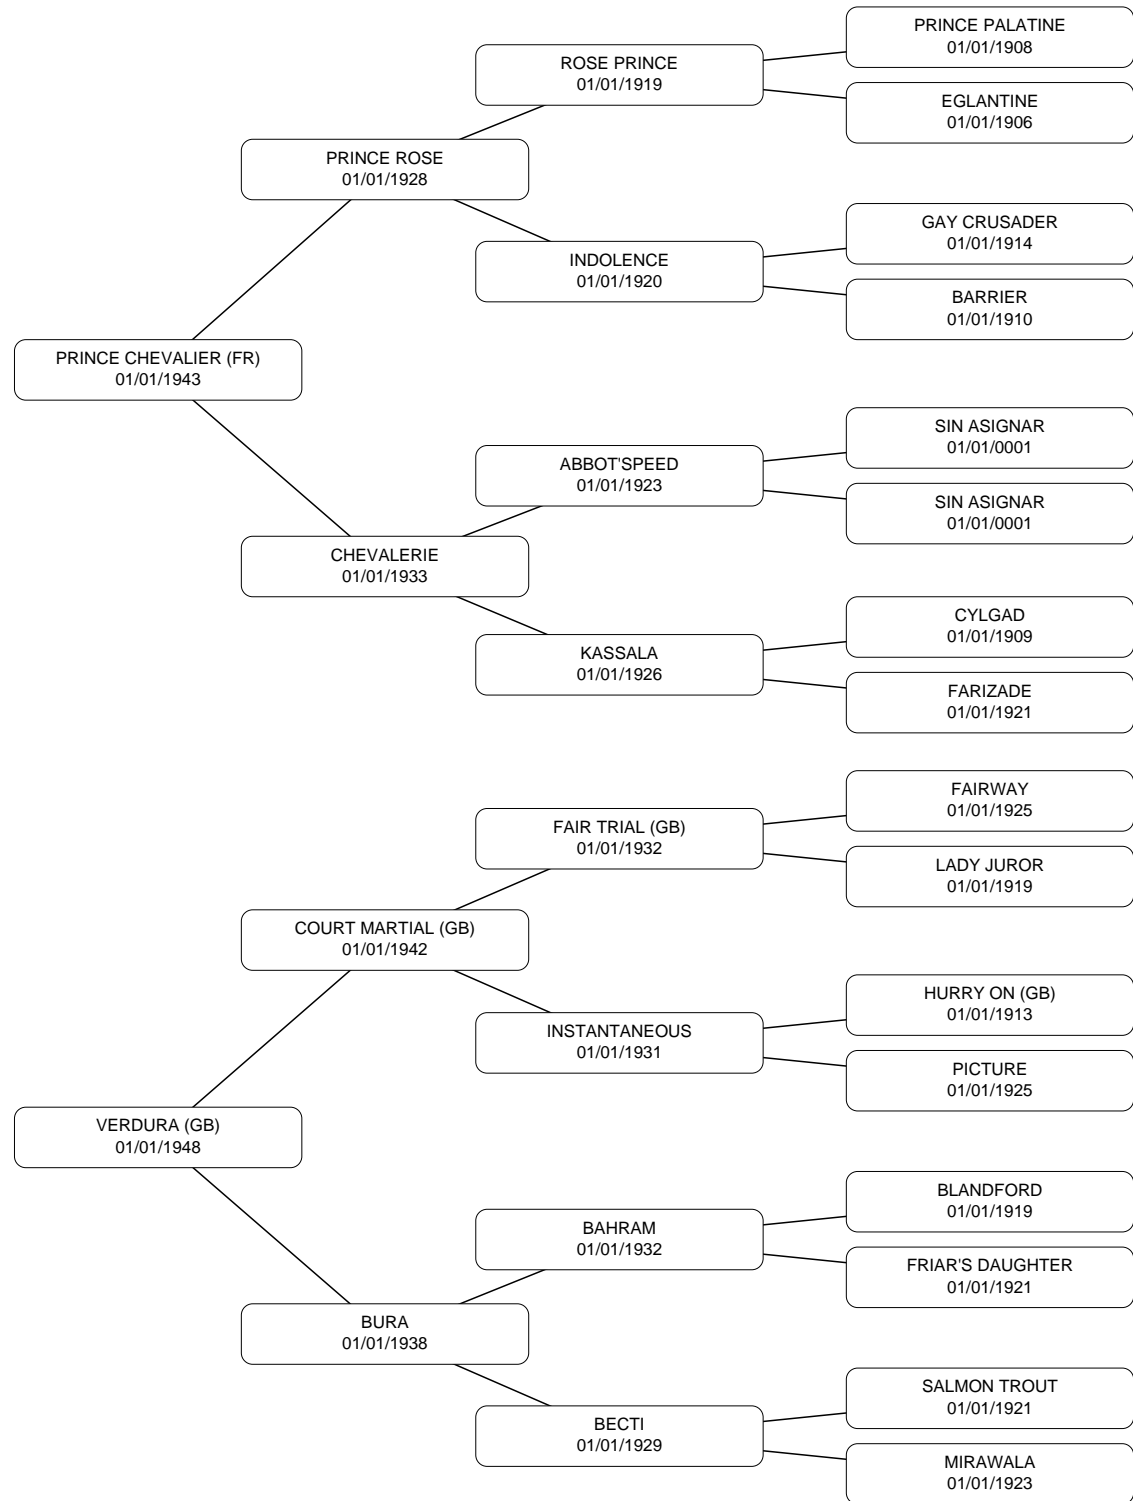 PRINCE PALATINE
01/01/1908
ROSE PRINCE
01/01/1919
EGLANTINE
01/01/1906
PRINCE ROSE
01/01/1928
GAY CRUSADER
01/01/1914
INDOLENCE
01/01/1920
BARRIER
01/01/1910
PRINCE CHEVALIER (FR)
01/01/1943
SIN ASIGNAR
01/01/0001
ABBOT'SPEED
01/01/1923
SIN ASIGNAR
01/01/0001
CHEVALERIE
01/01/1933
CYLGAD
01/01/1909
KASSALA
01/01/1926
FARIZADE
01/01/1921
FAIRWAY
01/01/1925
FAIR TRIAL (GB)
01/01/1932
LADY JUROR
01/01/1919
COURT MARTIAL (GB)
01/01/1942
HURRY ON (GB)
01/01/1913
INSTANTANEOUS
01/01/1931
PICTURE
01/01/1925
VERDURA (GB)
01/01/1948
BLANDFORD
01/01/1919
BAHRAM
01/01/1932
FRIAR'S DAUGHTER
01/01/1921
BURA
01/01/1938
SALMON TROUT
01/01/1921
BECTI
01/01/1929
MIRAWALA
01/01/1923